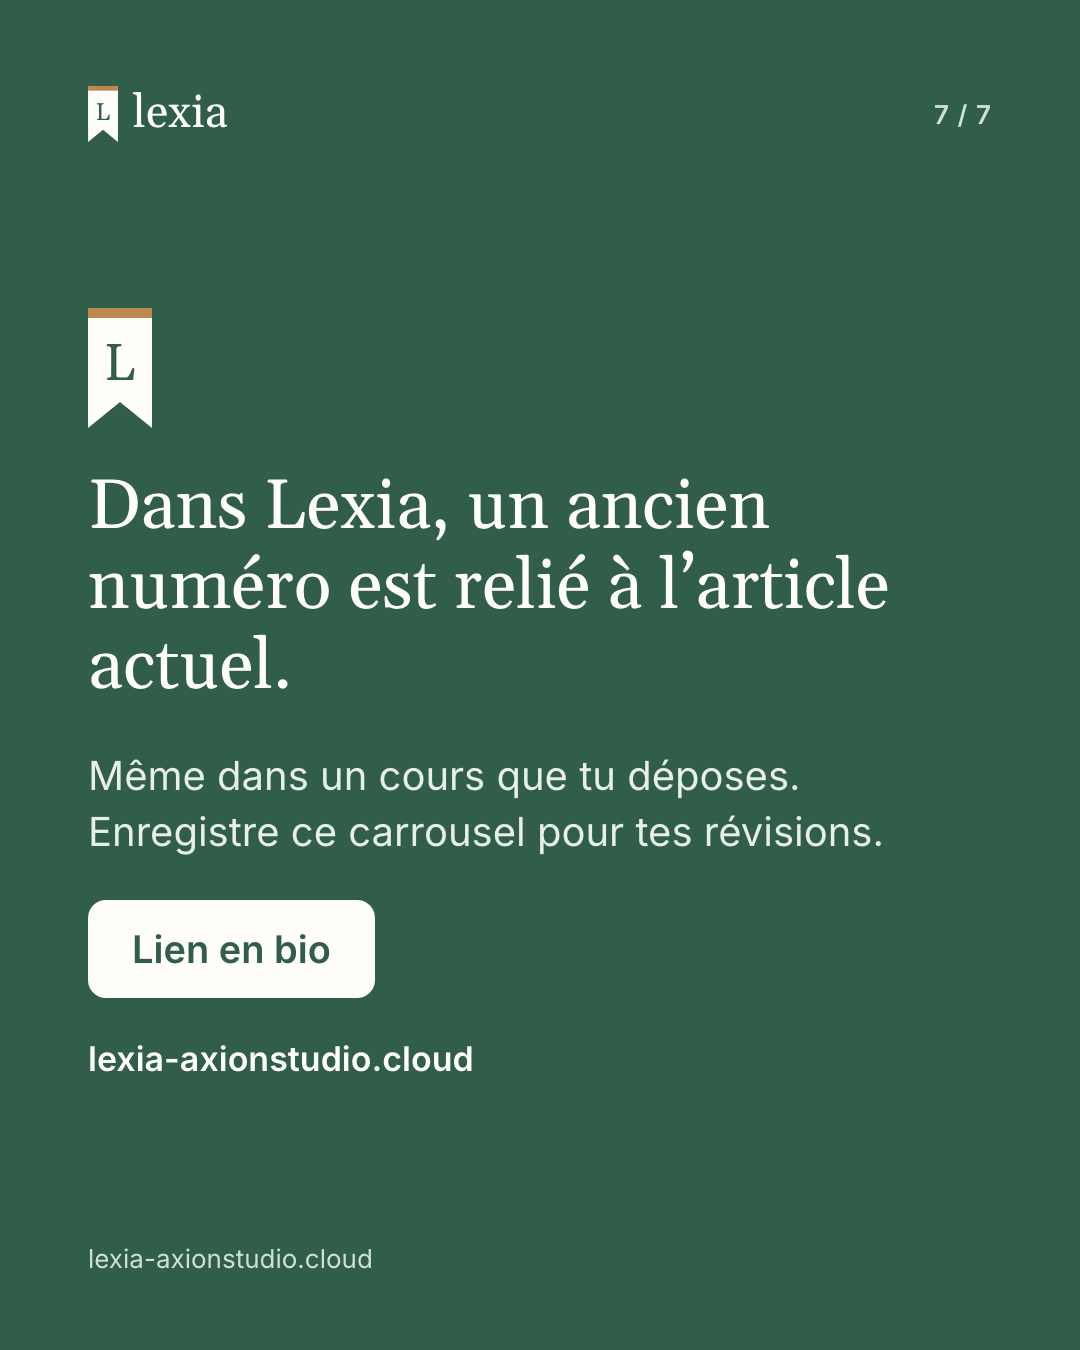 L lexia
7 / 7
L
Dans Lexia, un ancien
numéro est relié à l’article
actuel.
Même dans un cours que tu déposes.
Enregistre ce carrousel pour tes révisions.
Lien en bio
lexia-axionstudio.cloud
lexia-axionstudio.cloud